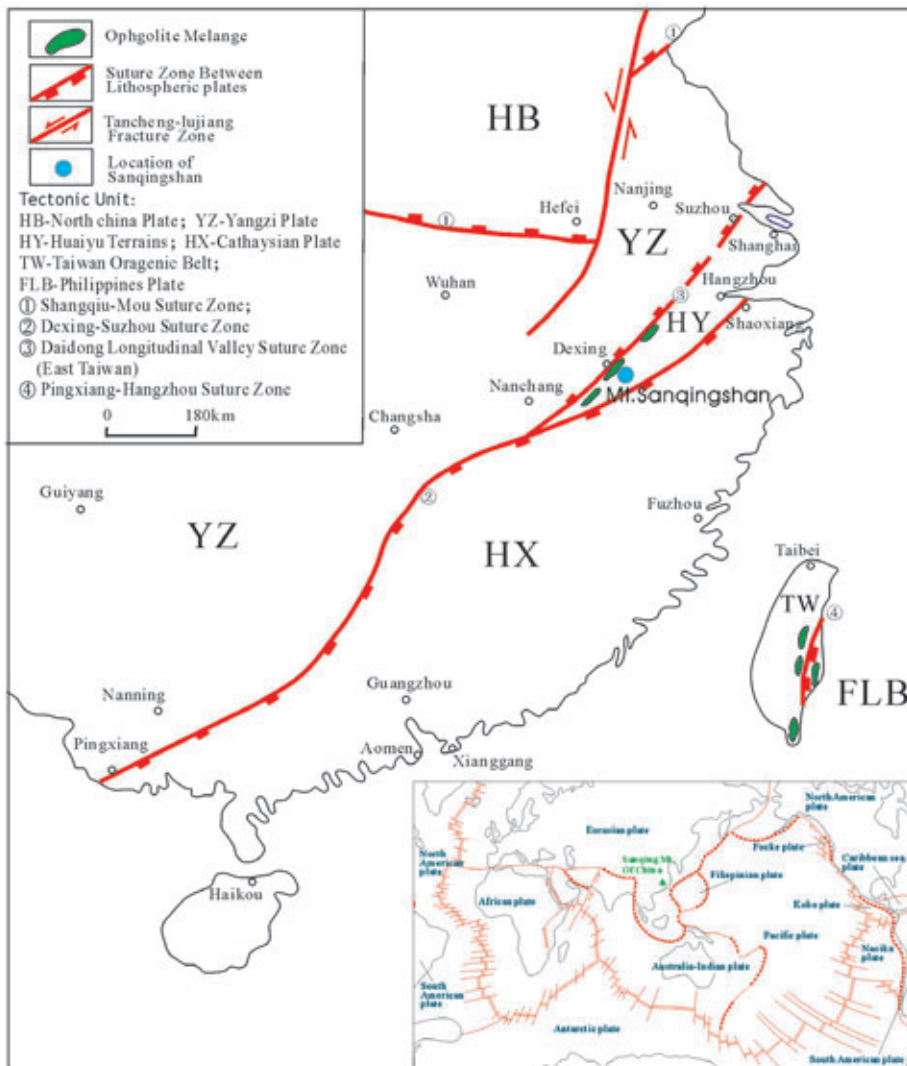 Ophgolite Melange
Suture Zone Between
Lithospheric plates
Tancheng-lujiang
Fracture Zone
Location of
Sanqingshan
Tectonic Unit:
HB-North china Plate; YZ-Yangzi Plate
HY-Huaiyu Terrains; HX-Cathaysian Plate
TW-Taiwan Oragenic Belt;
FLB-Philippines Plate
① Shangqiu-Mou Suture Zone;
② Dexing-Suzhou Suture Zone
③ Daidong Longitudinal Valley Suture Zone
(East Taiwan)
④ Pingxiang-Hangzhou Suture Zone
0 180km
①
HB
Nanjing
Hefei
Suzhou
①
YZ
Shanghai
Wuhan
Hangzhou
③
HY
Shaoxiang
Dexing
Nanchang
Mt.Sanqingshan
Changsha
Guiyang
②
Fuzhou
YZ
HX
Taibei
TW
④
FLB
Nanning
Guangzhou
Pingxiang
Aomen
Xianggang
Haikou
North American
plate
Eurasian plate
Focke plate
North
American
plate
Sanqing Mt.
Of China
Caribbean sea
plate
Filopinian plate
African plate
Koko plate
Pacific plate
Nacika
plate
Australia-Indian plate
South
American
plate
Antarctic plate
South American plate